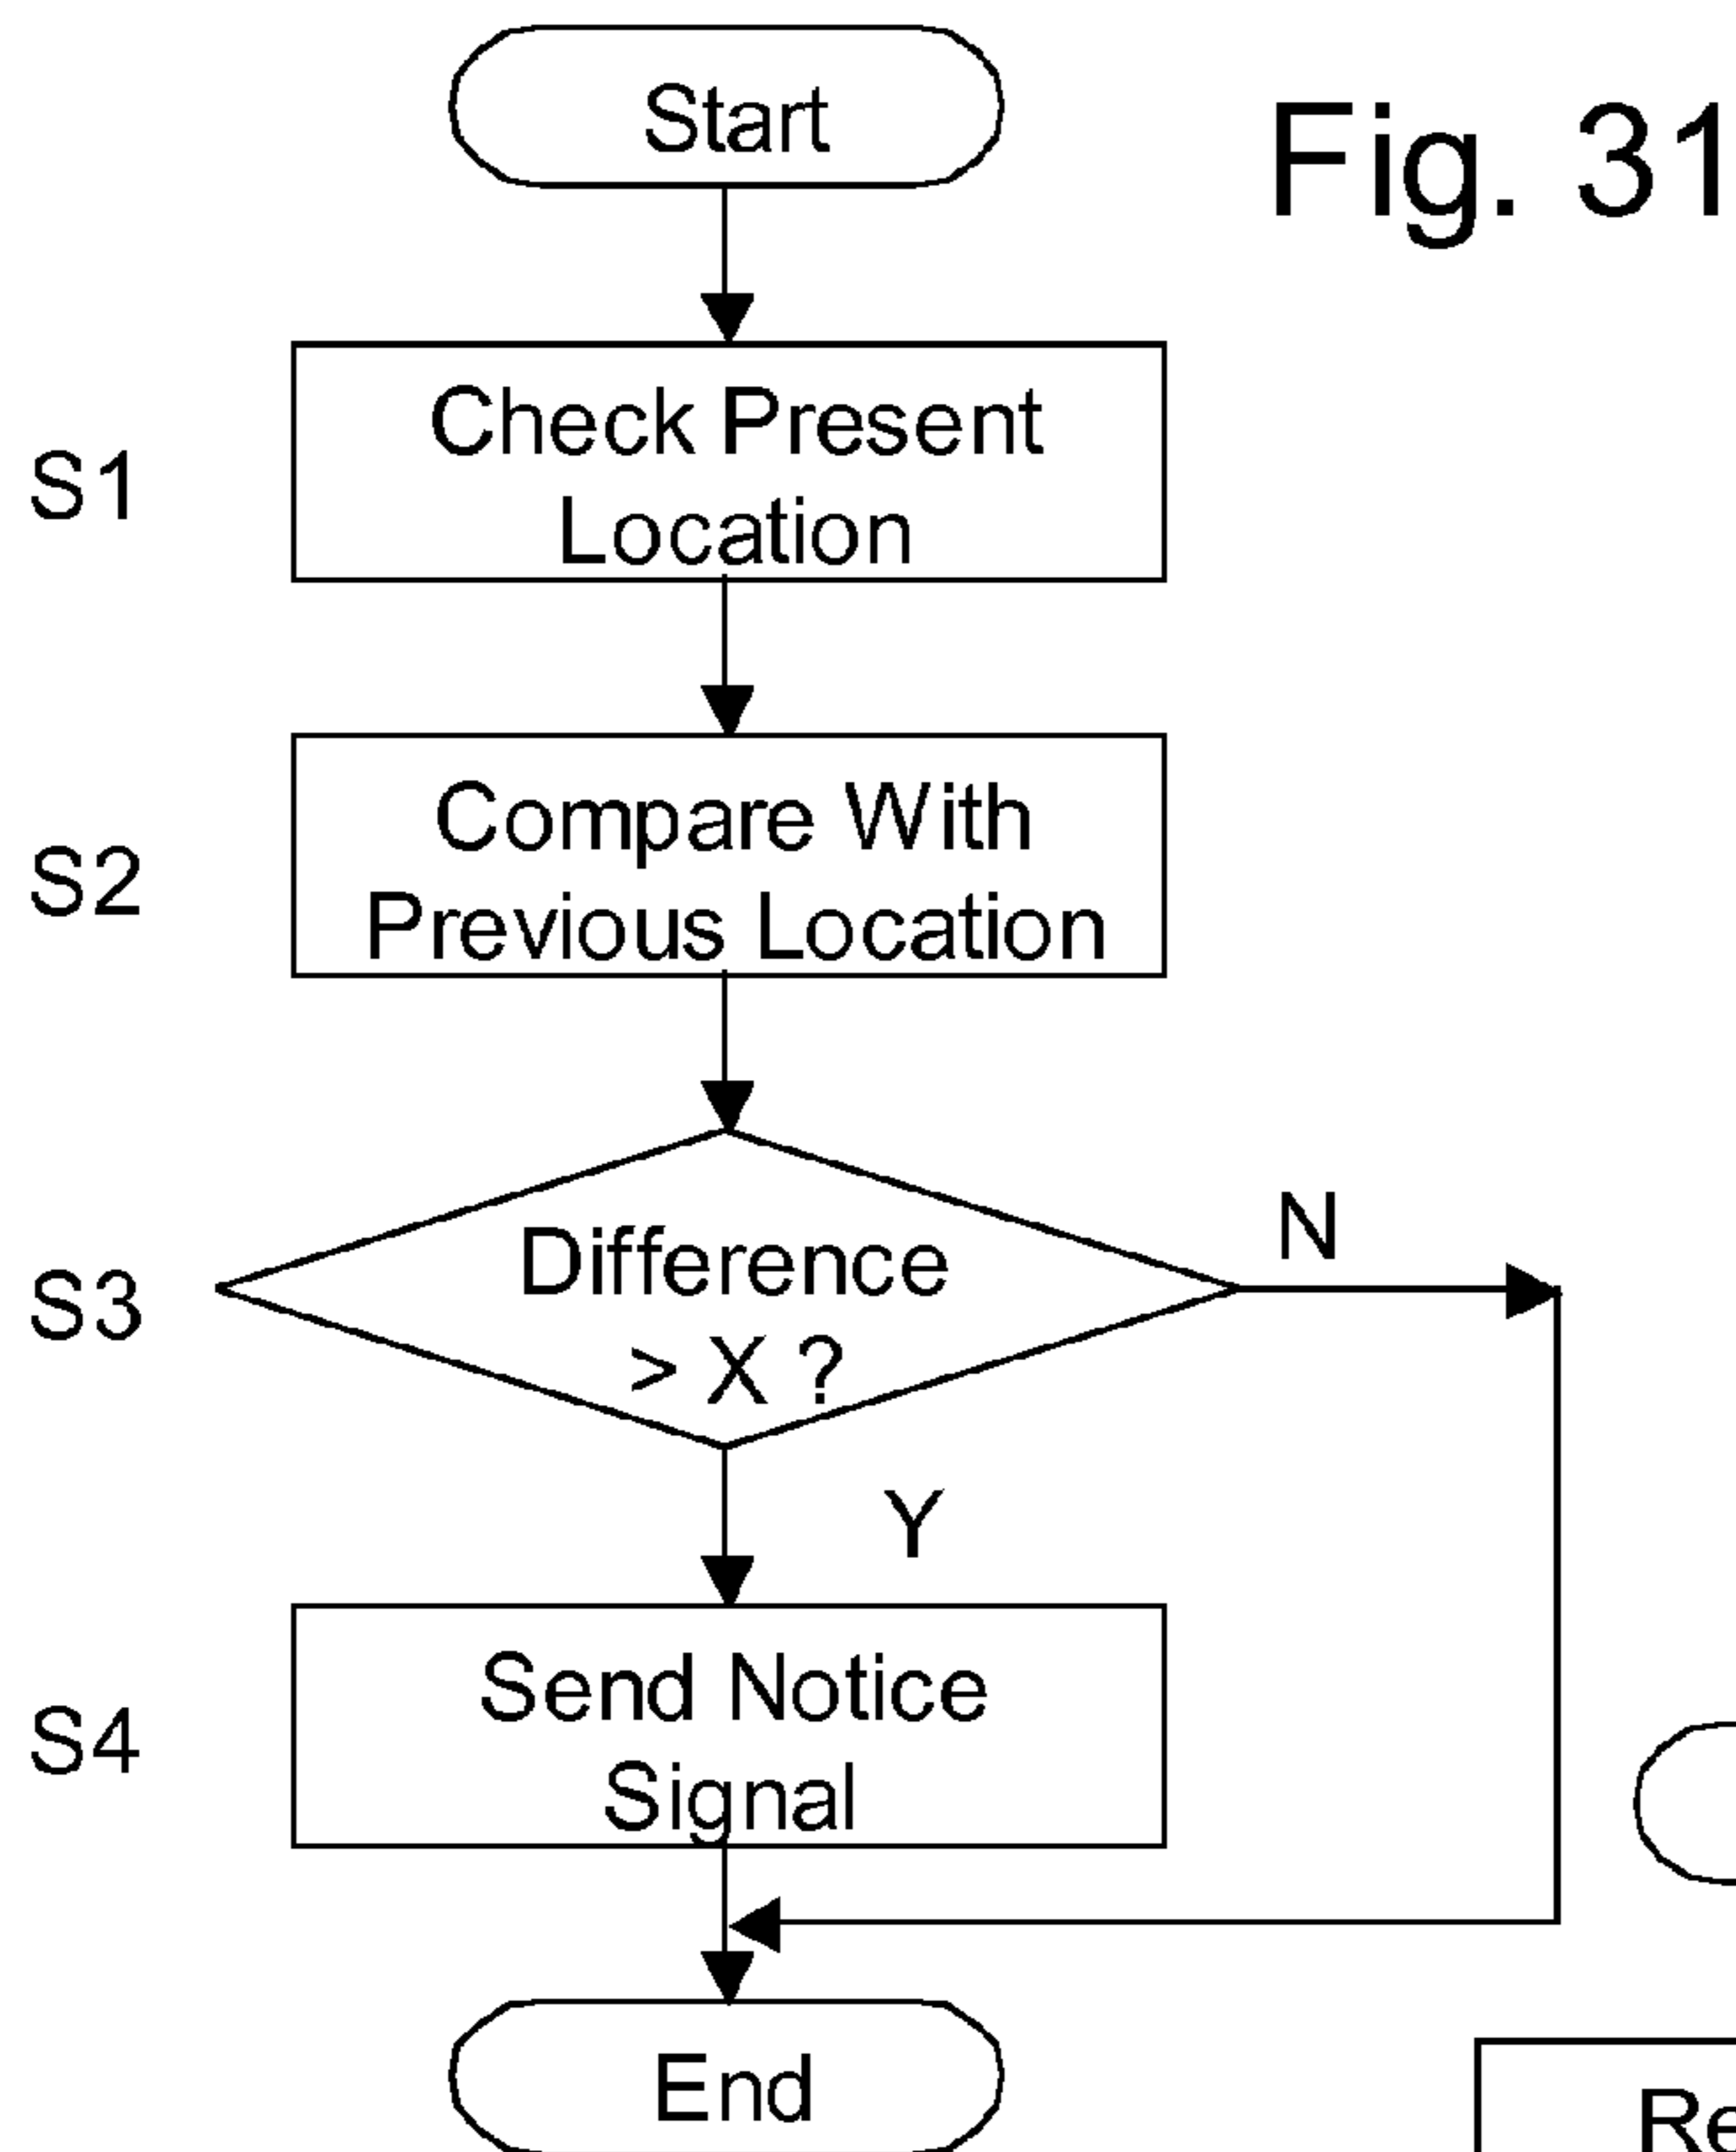 Start
Fig. 31
S1
Check Present
Location
S2
Compare With
Previous Location
S3
Difference
> X ?
N
Y
S4
Send Notice
Signal
End